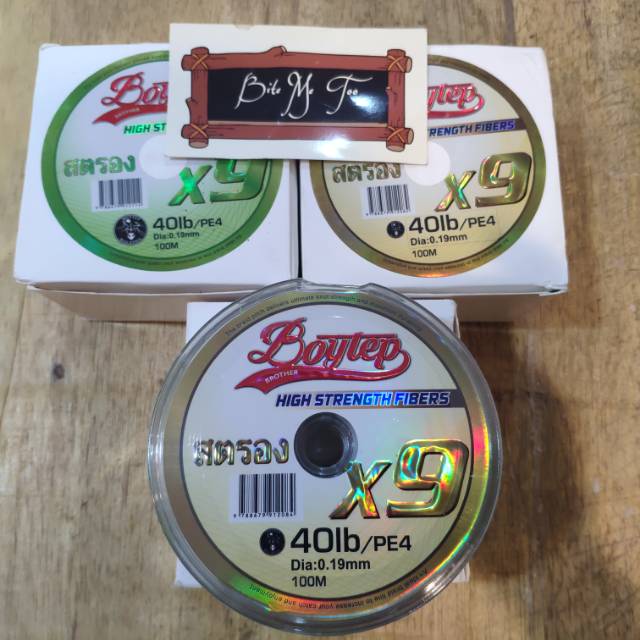 Bite Me Too
Boytep
BROTHER
HIGH STRENGTH
สตรอง
x9
40lb/PE4
Dia:0.19mm
100M
Boytep
STRENGTH FIBERS
สตรอง
x9
40lb/PE4
Dia:0.19mm
100M
Boytep
BROTHER
HIGH STRENGTH FIBERS
สตรอง
x9
40lb/PE4
Dia:0.19mm
100M